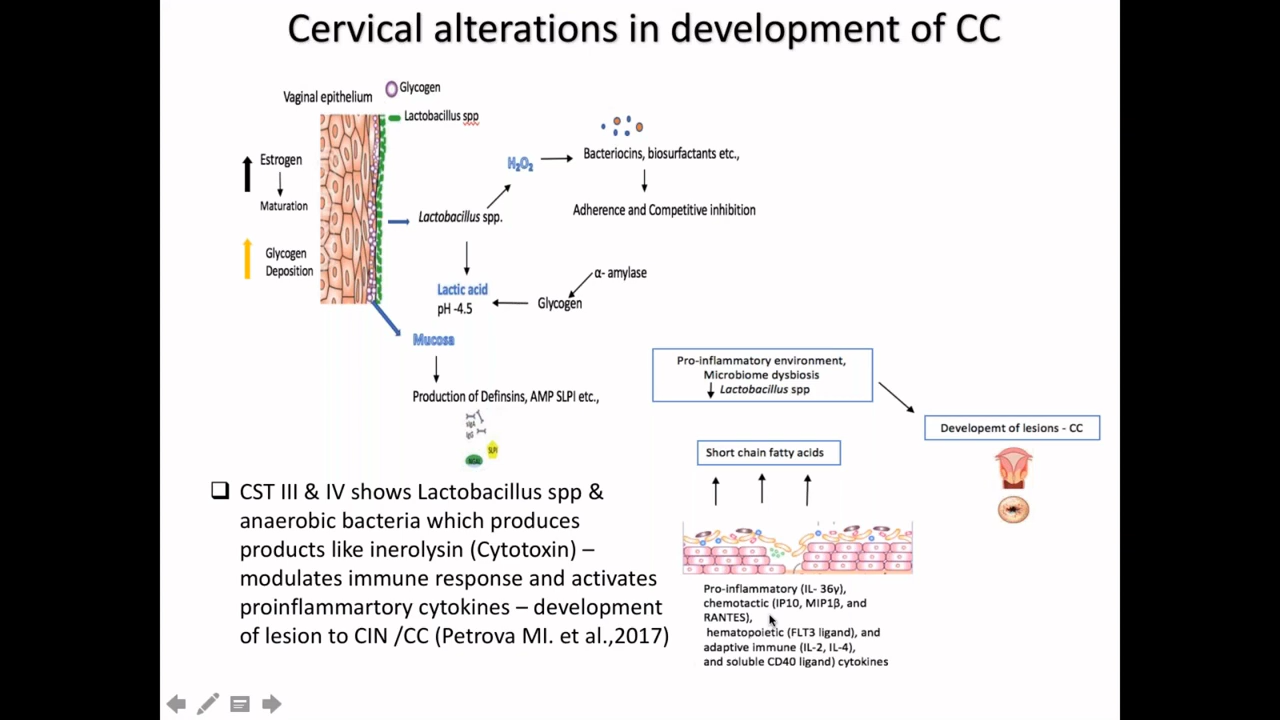 Cervical alterations in development of CC
Glycogen
Vaginal epithelium
Lactobacillus spp
Estrogen
Maturation
Glycogen
Deposition
H₂O₂
Bacteriocins, biosurfactants etc.,
Adherence and Competitive inhibition
Lactobacillus spp.
α- amylase
Lactic acid
pH -4.5
Glycogen
Mucosa
Production of Definsins, AMP SLPI etc.,
SLPI
Pro-inflammatory environment,
Microbiome dysbiosis
Lactobacillus spp
Developemt of lesions - CC
Short chain fatty acids
CST III & IV shows Lactobacillus spp &
anaerobic bacteria which produces
products like inerolysin (Cytotoxin) –
modulates immune response and activates
proinflammartory cytokines – development
of lesion to CIN /CC (Petrova MI. et al.,2017)
Pro-inflammatory (IL- 36γ),
chemotactic (IP10, MIP1β, and
RANTES),
hematopoietic (FLT3 ligand), and
adaptive immune (IL-2, IL-4),
and soluble CD40 ligand) cytokines